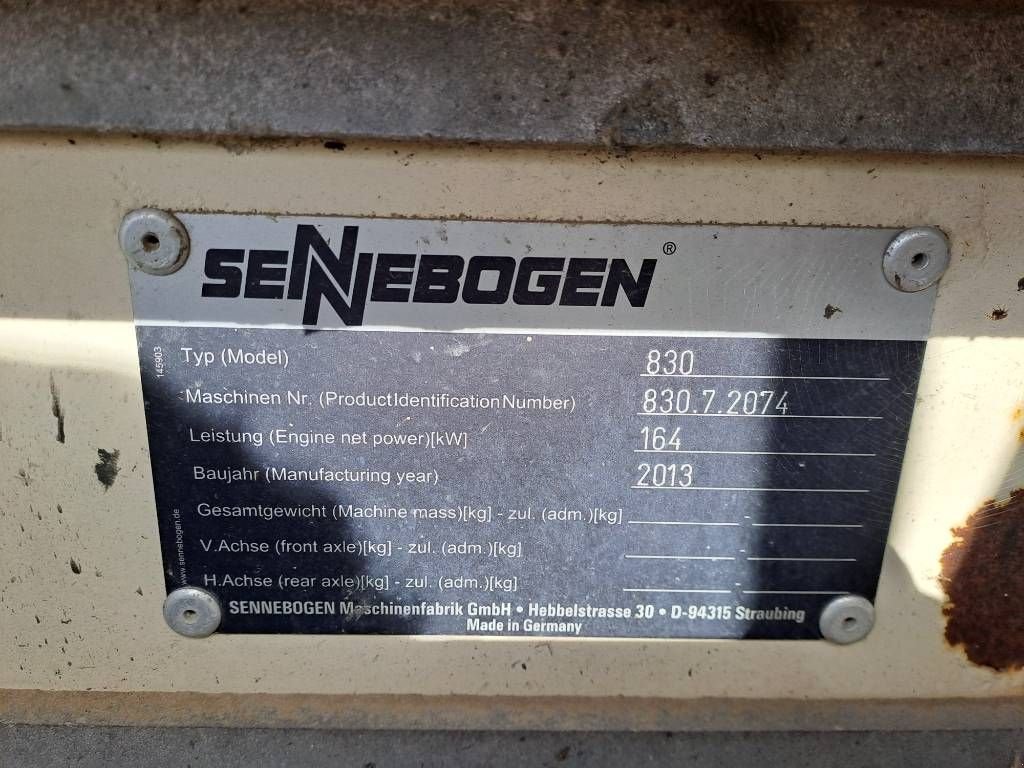 SENNEBOGEN ®
145903
Typ (Model) 830
Maschinen Nr. (ProductIdentificationNumber) 830.7.2074
Leistung (Engine net power)[kW] 164
Baujahr (Manufacturing year) 2013
Gesamtgewicht (Machine mass)[kg] - zul. (adm.)[kg] -
V.Achse (front axle)[kg] - zul. (adm.)[kg] -
H.Achse (rear axle)[kg] - zul. (adm.)[kg] -
www.sennebogen.de
SENNEBOGEN Maschinenfabrik GmbH • Hebbelstrasse 30 • D-94315 Straubing
Made in Germany